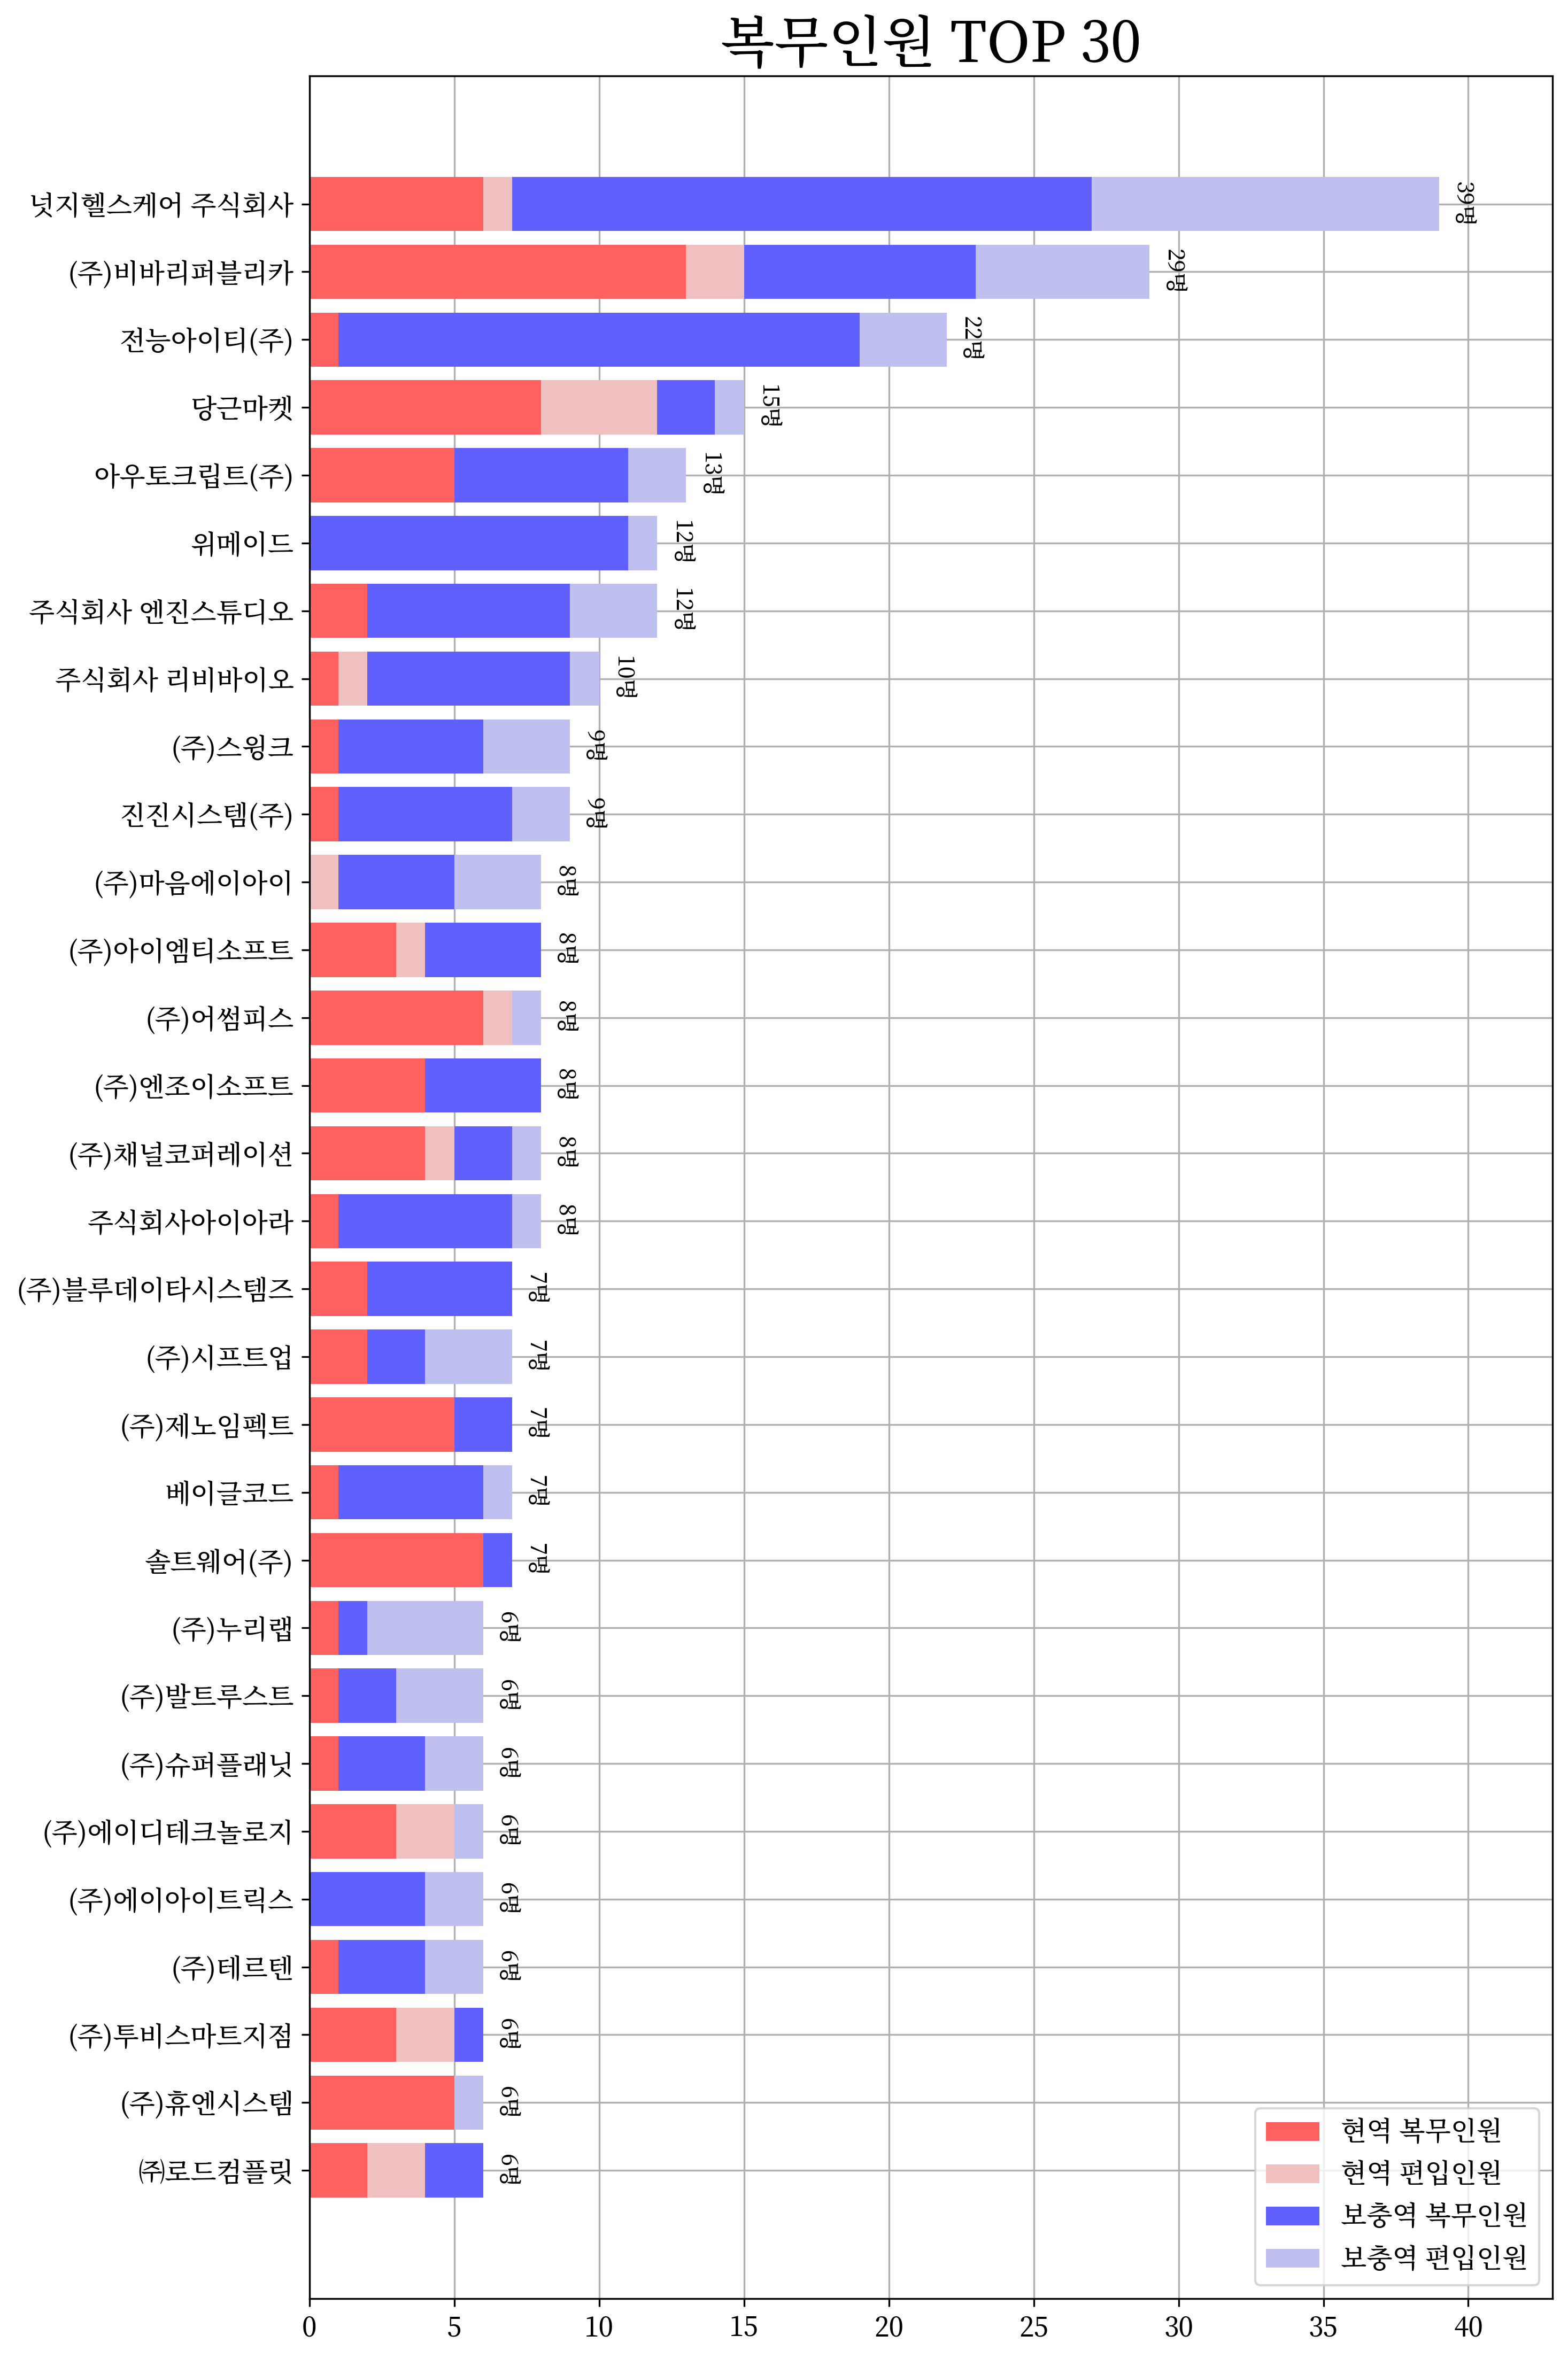 복무인원 TOP 30
넛지헬스케어 주식회사 39명
(주)비바리퍼블리카 29명
전능아이티(주) 22명
당근마켓 15명
아우토크립트(주) 13명
위메이드 12명
주식회사 엔진스튜디오 12명
주식회사 리비바이오 10명
(주)스윙크 9명
진진시스템(주) 9명
(주)마음에이아이 8명
(주)아이엠티소프트 8명
(주)어썸피스 8명
(주)엔조이소프트 8명
(주)채널코퍼레이션 8명
주식회사아이아라 8명
(주)블루데이타시스템즈 7명
(주)시프트업 7명
(주)제노임펙트 7명
베이글코드 7명
솔트웨어(주) 7명
(주)누리랩 6명
(주)발트루스트 6명
(주)슈퍼플래닛 6명
(주)에이디테크놀로지 6명
(주)에이아이트릭스 6명
(주)테르텐 6명
(주)투비스마트지점 6명
(주)휴엔시스템 6명
㈜로드컴플릿 6명
현역 복무인원
현역 편입인원
보충역 복무인원
보충역 편입인원
0 5 10 15 20 25 30 35 40